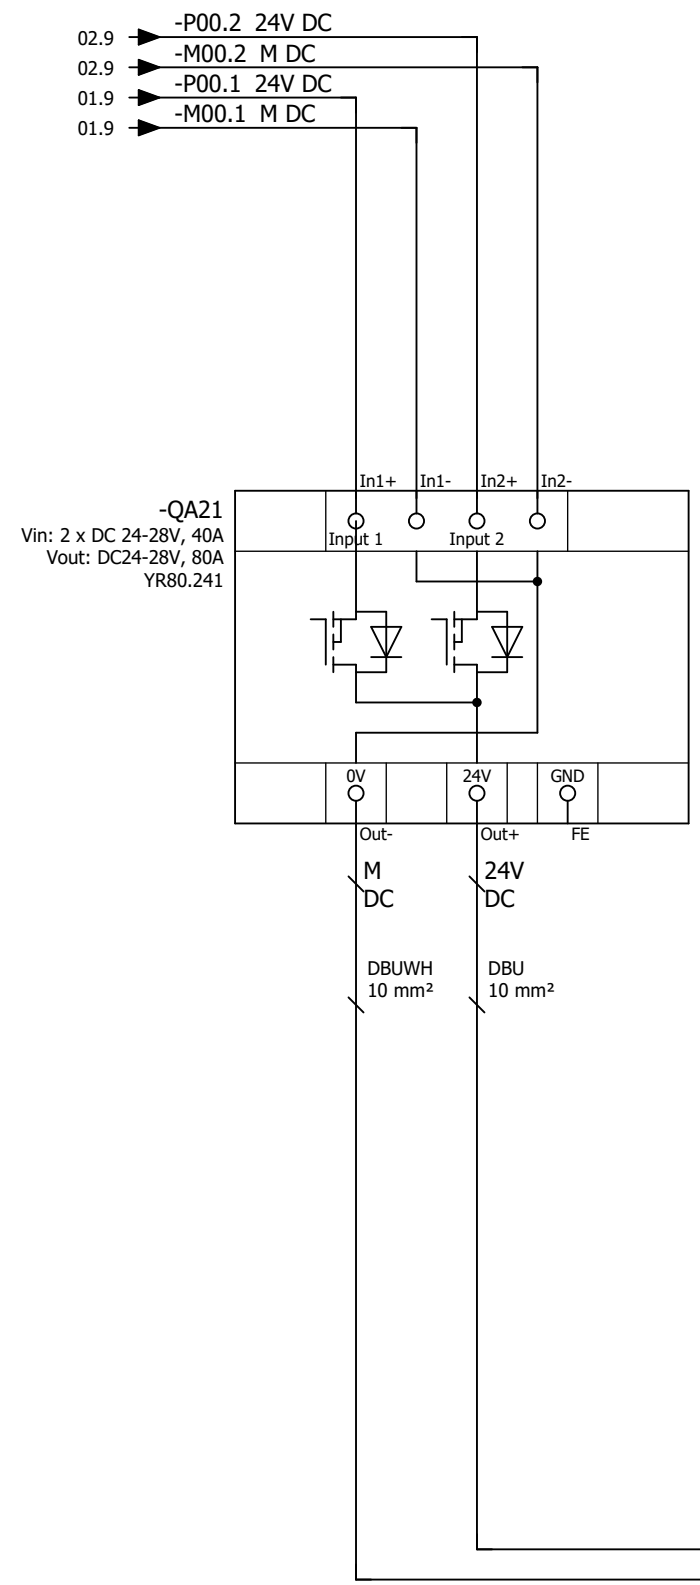 02.9 -P00.2 24V DC
02.9 -M00.2 M DC
01.9 -P00.1 24V DC
01.9 -M00.1 M DC
In1+ In1- In2+ In2-
-QA21
Vin: 2 x DC 24-28V, 40A
Vout: DC24-28V, 80A
YR80.241
Input 1 Input 2
0V 24V GND
Out- Out+ FE
M
DC
24V
DC
DBUWH
10 mm²
DBU
10 mm²